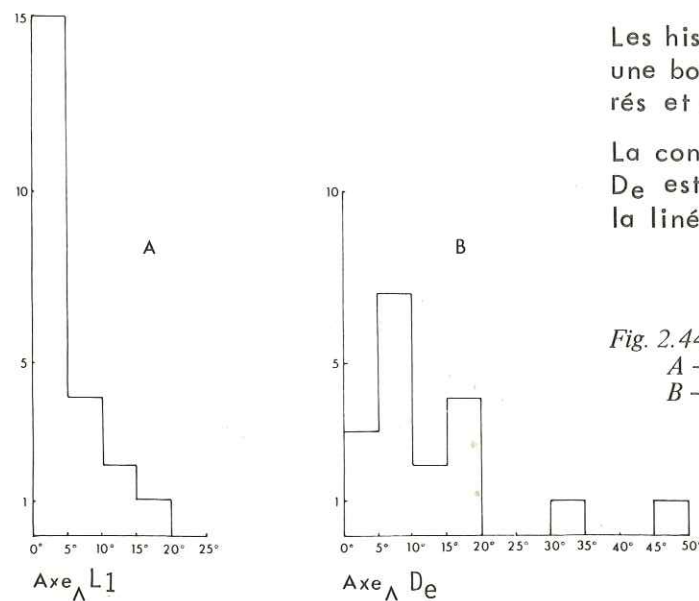 15
10
5
1
A
0° 5° 10° 15° 20° 25°
Axe ^ L1
10
5
1
B
0° 5° 10° 15° 20° 25° 30° 35° 40° 45° 50°
Axe ^ De
Les his
une bo
rés et
La con
De est
la liné
Fig. 2.44
A –
B –